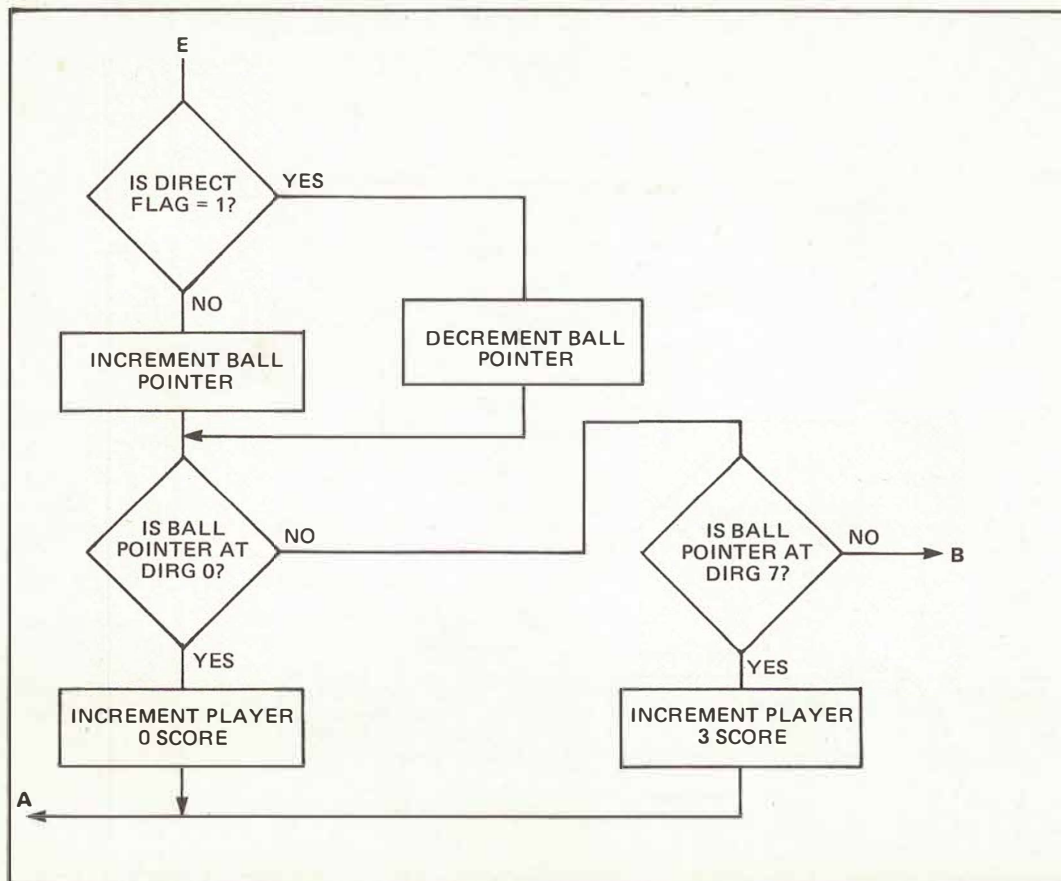 E
IS DIRECT
FLAG = 1?
YES
NO
INCREMENT BALL
POINTER
DECREMENT BALL
POINTER
IS BALL
POINTER AT
DIRG 0?
NO
YES
IS BALL
POINTER AT
DIRG 7?
NO
B
YES
INCREMENT PLAYER
0 SCORE
INCREMENT PLAYER
3 SCORE
A